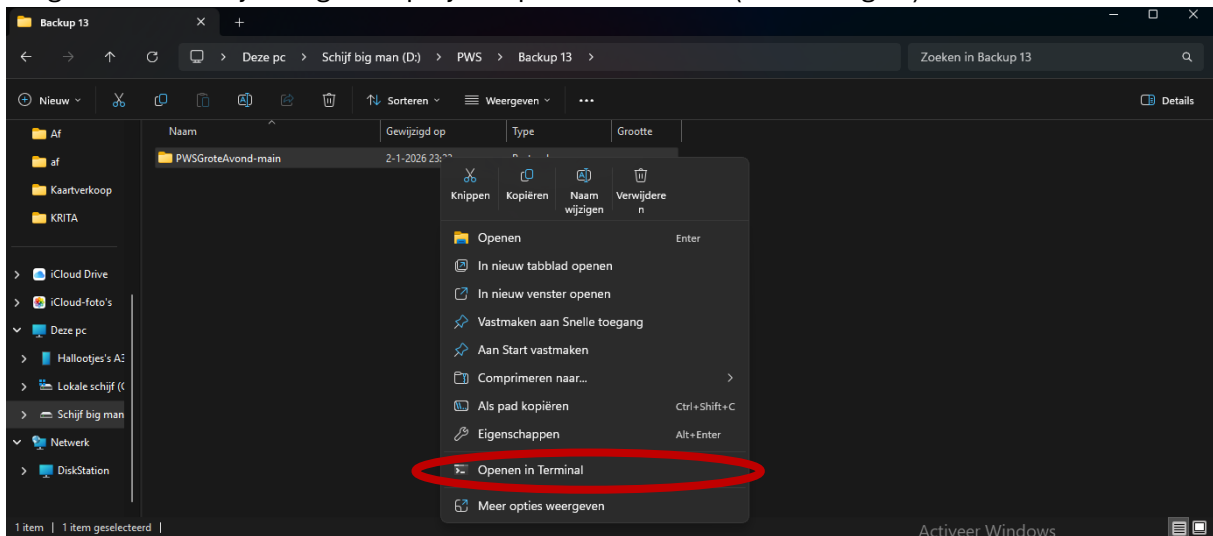 Backup 13
Deze pc > Schijf big man (D:) > PWS > Backup 13 >
Zoeken in Backup 13
Nieuw
Sorteren
Weergeven
...
Details
Af
af
Kaartverkoop
KRITA
iCloud Drive
iCloud-foto's
Deze pc
Hallootjes's A
Lokale schijf (
Schijf big man
Netwerk
DiskStation
Naam
Gewijzigd op
Type
Grootte
PWSGroteAvond-main
2-1-2026
Knippen
Kopiëren
Naam
wijzigen
Verwijdere
n
Openen Enter
In nieuw tabblad openen
In nieuw venster openen
Vastmaken aan Snelle toegang
Aan Start vastmaken
Comprimeren naar...
Als pad kopiëren Ctrl+Shift+C
Eigenschappen Alt+Enter
Openen in Terminal
Meer opties weergeven
1 item | 1 item geselecteerd |
Activeer Windows